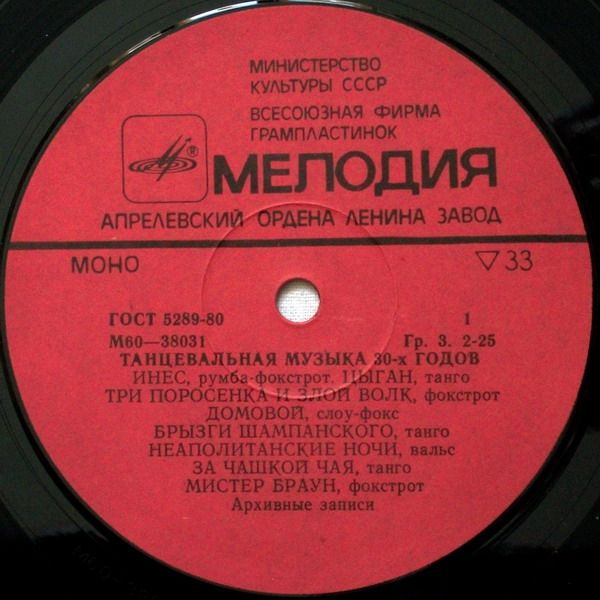 МИНИСТЕРСТВО
КУЛЬТУРЫ СССР
ВСЕСОЮЗНАЯ ФИРМА
ГРАМПЛАСТИНОК
® МЕЛОДИЯ
АПРЕЛЕВСКИЙ ОРДЕНА ЛЕНИНА ЗАВОД
МОНО ▽ 33
ГОСТ 5289-80 1
М60—38031 Гр. 3. 2-25
ТАНЦЕВАЛЬНАЯ МУЗЫКА 30-х ГОДОВ
ИНЕС, румба-фокстрот. ЦЫГАН, танго
ТРИ ПОРОСЕНКА И ЗЛОЙ ВОЛК, фокстрот
ДОМОВОЙ, слоу-фокс
БРЫЗГИ ШАМПАНСКОГО, танго
НЕАПОЛИТАНСКИЕ НОЧИ, вальс
ЗА ЧАШКОЙ ЧАЯ, танго
МИСТЕР БРАУН, фокстрот
Архивные записи